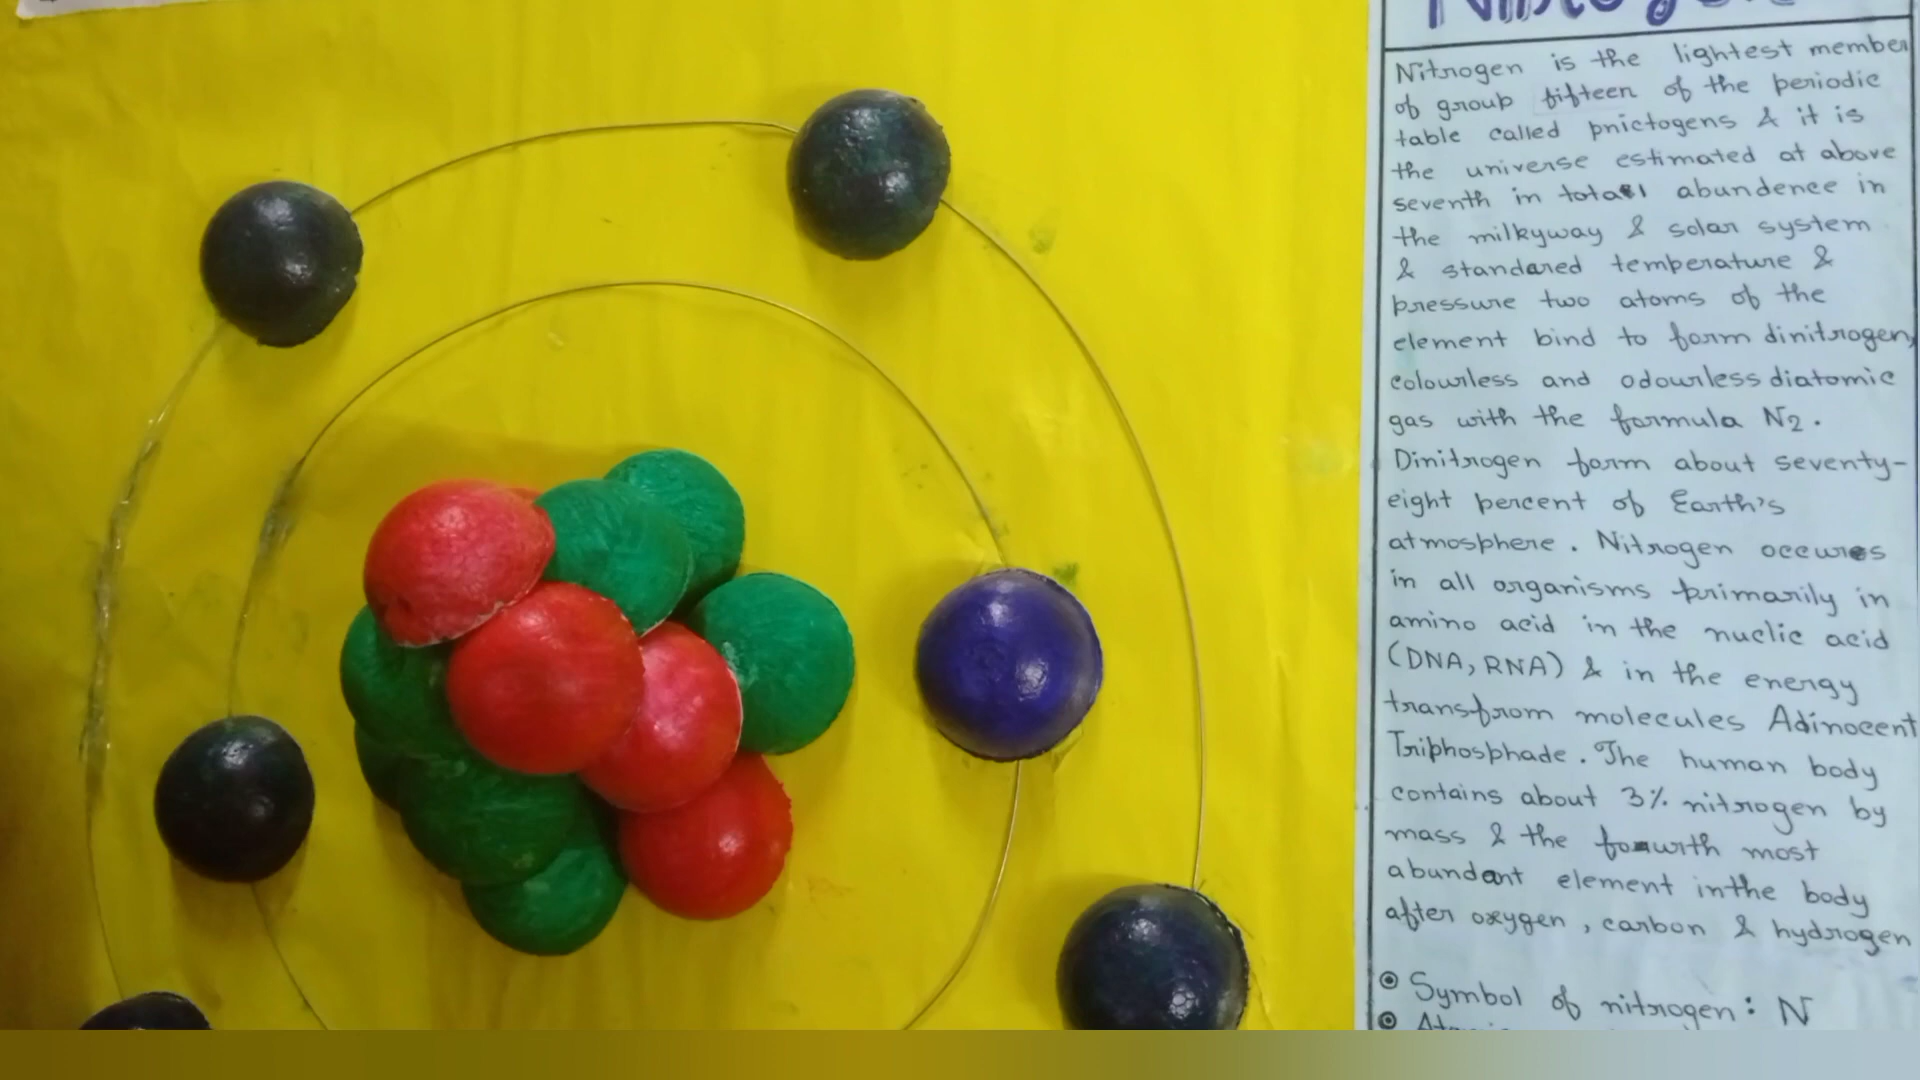 Nitrogen
Nitrogen is the lightest member
of group fifteen of the periodic
table called pnictogens & it is
the universe estimated at above
seventh in total abundence in
the milkyway & solar system
& standared temperature &
pressure two atoms of the
element bind to form dinitrogen,
colourless and odourless diatomic
gas with the formula N2.
Dinitrogen form about seventy-
eight percent of Earth's
atmosphere. Nitrogen occures
in all organisms primarily in
amino acid in the nuclic acid
(DNA, RNA) & in the energy
transfrom molecules Adinocent
Triphosphade. The human body
contains about 3% nitrogen by
mass & the fourth most
abundant element in the body
after oxygen, carbon & hydrogen
Symbol of nitrogen: N